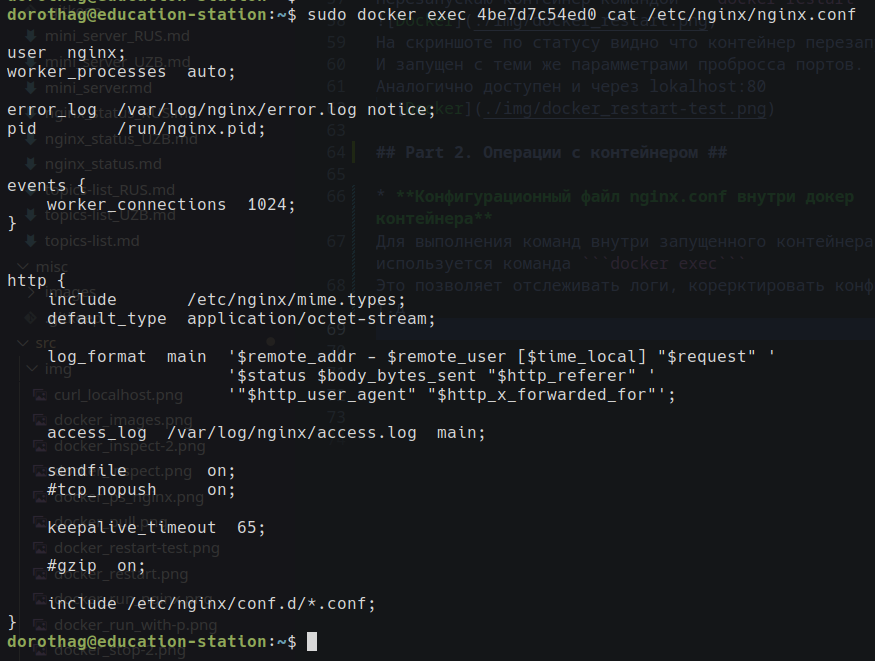 dorothag@education-station:~$ sudo docker exec 4be7d7c54ed0 cat /etc/nginx/nginx.conf
user  nginx;
worker_processes  auto;
error_log  /var/log/nginx/error.log notice;
pid        /run/nginx.pid;
events {
    worker_connections  1024;
}
http {
    include       /etc/nginx/mime.types;
    default_type  application/octet-stream;
    log_format  main  '$remote_addr - $remote_user [$time_local] "$request" '
                      '$status $body_bytes_sent "$http_referer" '
                      '"$http_user_agent" "$http_x_forwarded_for"';
    access_log  /var/log/nginx/access.log  main;
    sendfile        on;
    #tcp_nopush     on;
    keepalive_timeout  65;
    #gzip  on;
    include /etc/nginx/conf.d/*.conf;
}
dorothag@education-station:~$
mini_server_RUS.md
mini_server_UZB.md
mini_server.md
nginx_status_UZB.md
nginx_status.md
topics-list_RUS.md
topics-list_UZB.md
topics-list.md
misc
images
src
img
curl_localhost.png
docker_images.png
docker_inspect-2.png
docker_inspect.png
docker_ps_nginx.png
docker_pull.png
docker_restart-test.png
docker_restart.png
docker_run_with-p.png
docker_stop-2.png
59 На скриншоте по статусу видно что контейнер перезап
60 И запущен с теми же парамметрами пробросса портов.
61 Аналогично доступен и через lokalhost:80
](./img/docker_restart-test.png)
63
64 ## Part 2. Операции с контейнером ##
65
66 * **Конфигурационный файл nginx.conf внутри докер
контейнера**
67 Для выполнения команд внутри запущенного контейнера
используется команда ```docker exec```
68 Это позволяет отслеживать логи, корерктировать конф
69
73